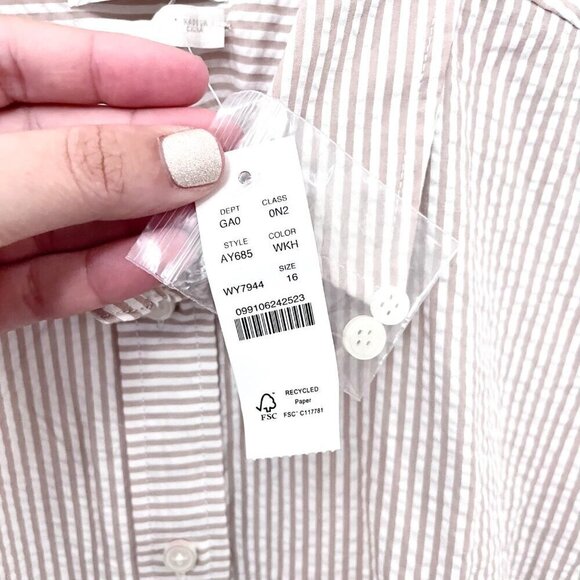 DEPT CLASS
GA0 0N2
STYLE COLOR
AY685 WKH
SIZE
WY7944 16
099106242523
RECYCLED
Paper
FSC
FSC® C117781